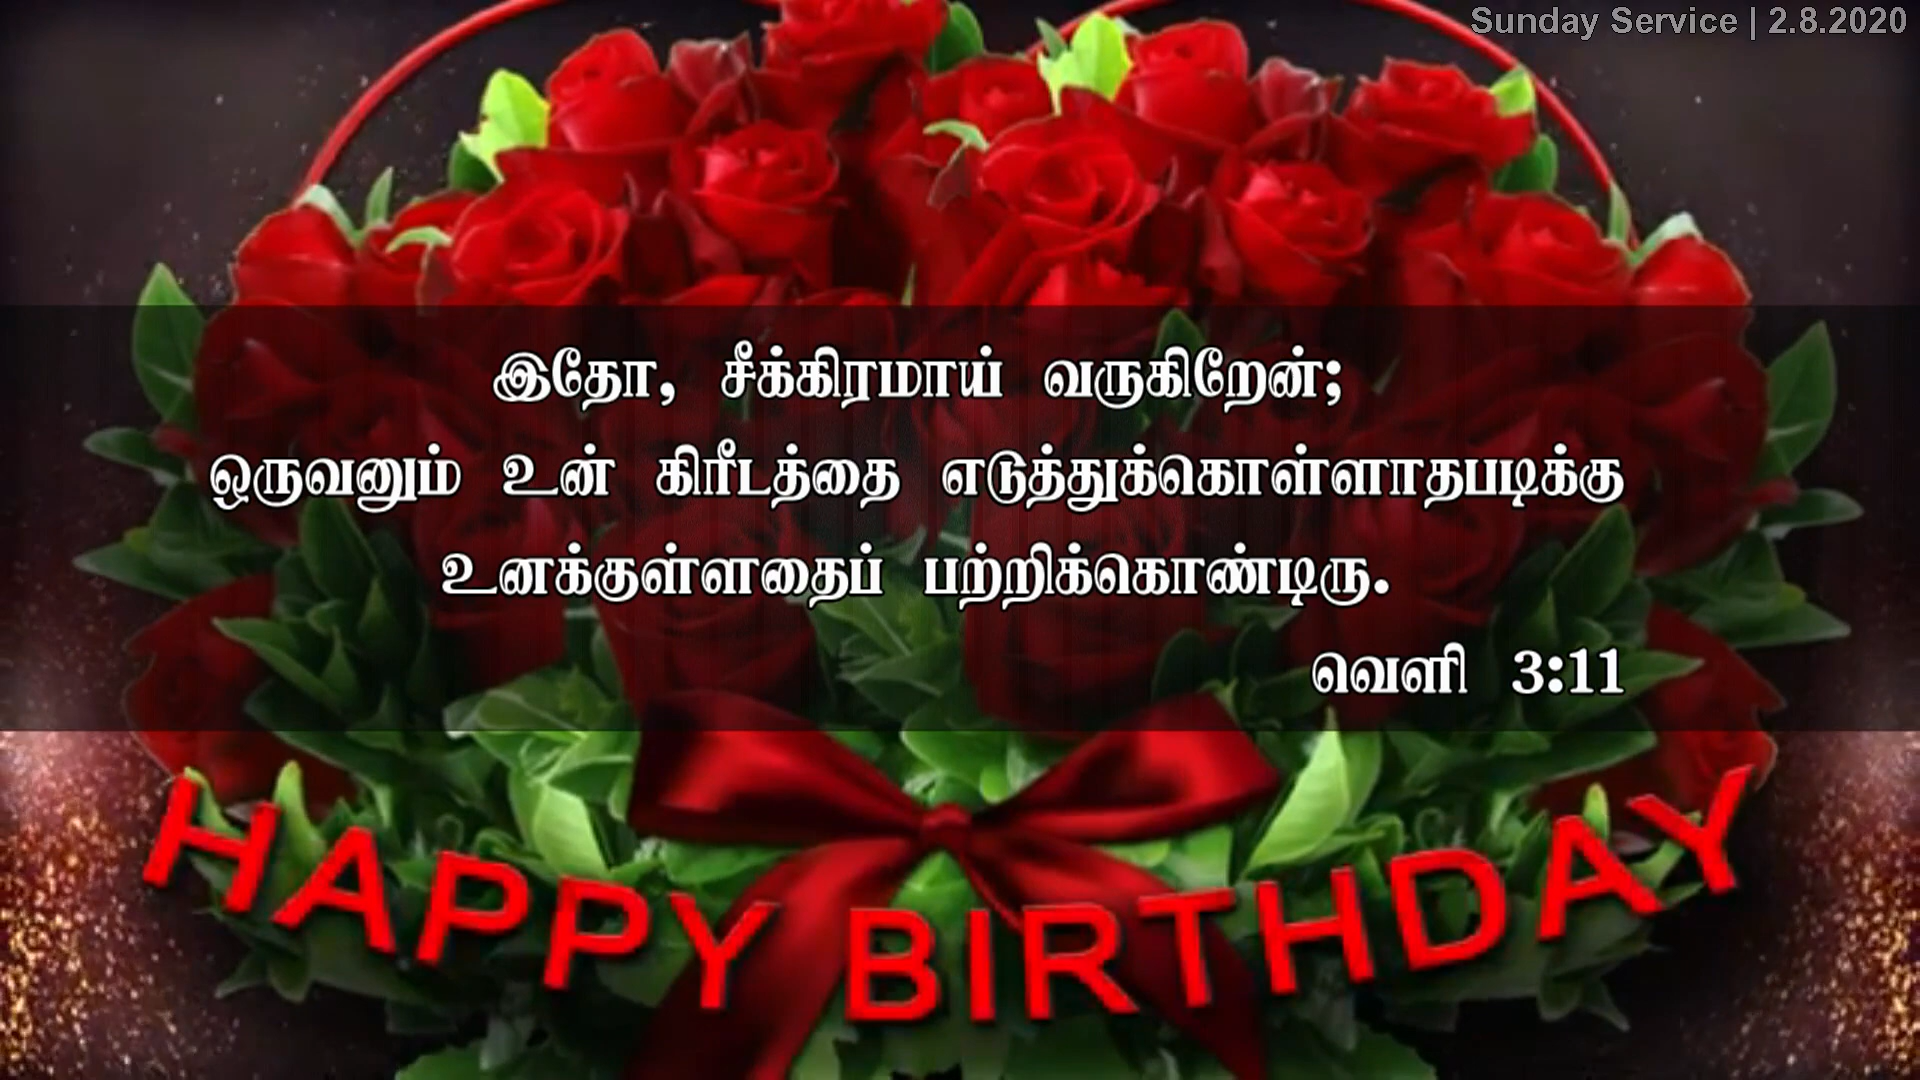 Sunday Service | 2.8.2020
இதோ, சீக்கிரமாய் வருகிறேன்;
ஒருவனும் உன் கிரீடத்தை எடுத்துக்கொள்ளாதபடிக்கு
உனக்குள்ளதைப் பற்றிக்கொண்டிரு.
வெளி 3:11
HAPPY BIRTHDAY